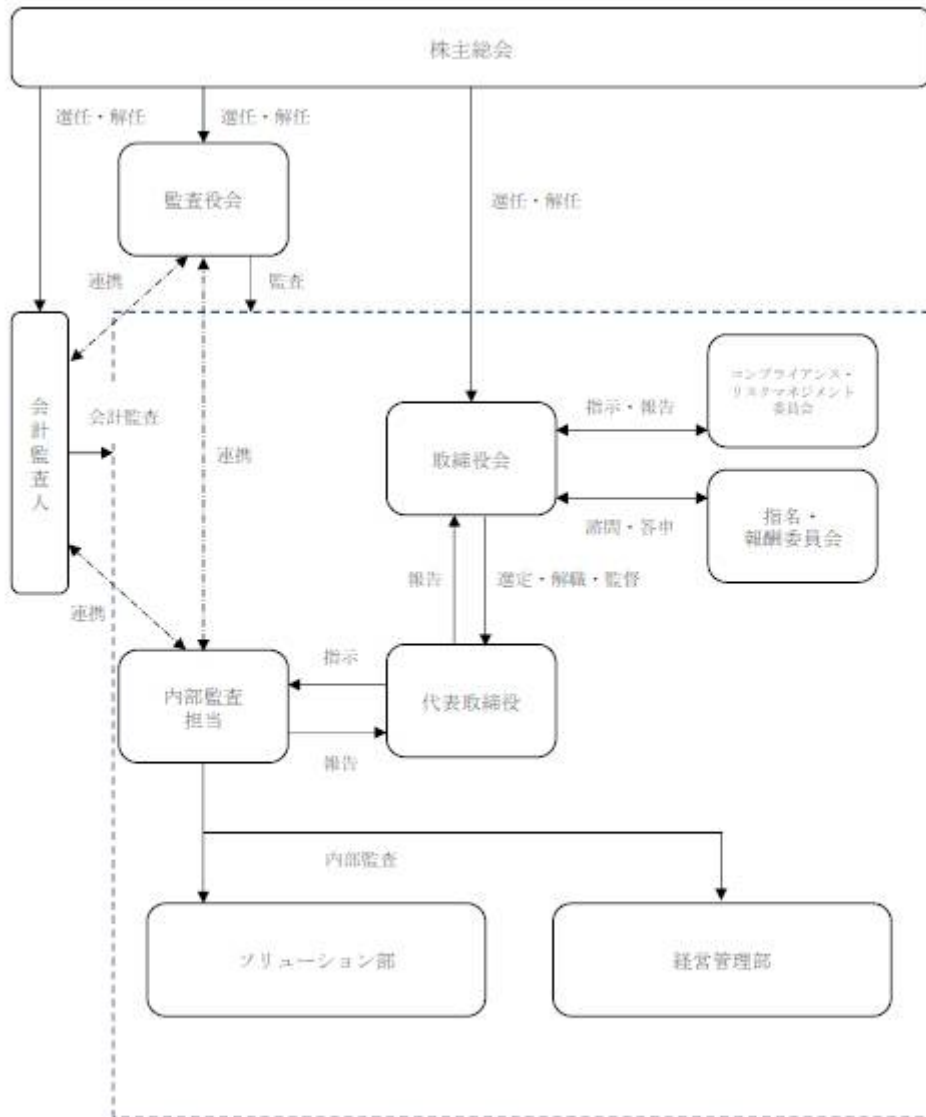 株主総会
選任・解任
選任・解任
選任・解任
監査役会
連携
監査
会計監査人
会計監査
連携
連携
コンプライアンス・
リスクマネジメント
委員会
指示・報告
取締役会
諮問・答申
指名・
報酬委員会
報告
選定・解職・監督
指示
内部監査
担当
代表取締役
報告
内部監査
ソリューション部
経営管理部